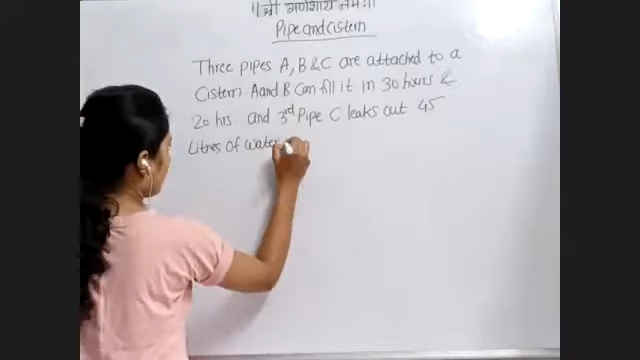 ॥ श्री गणेशाय नमः ॥
Pipe and cistern
Three pipes A, B & C are attached to a
Cistern. A and B Can fill it in 30 hours &
20 hrs and 3rd Pipe C leaks out 45
Litres of Water